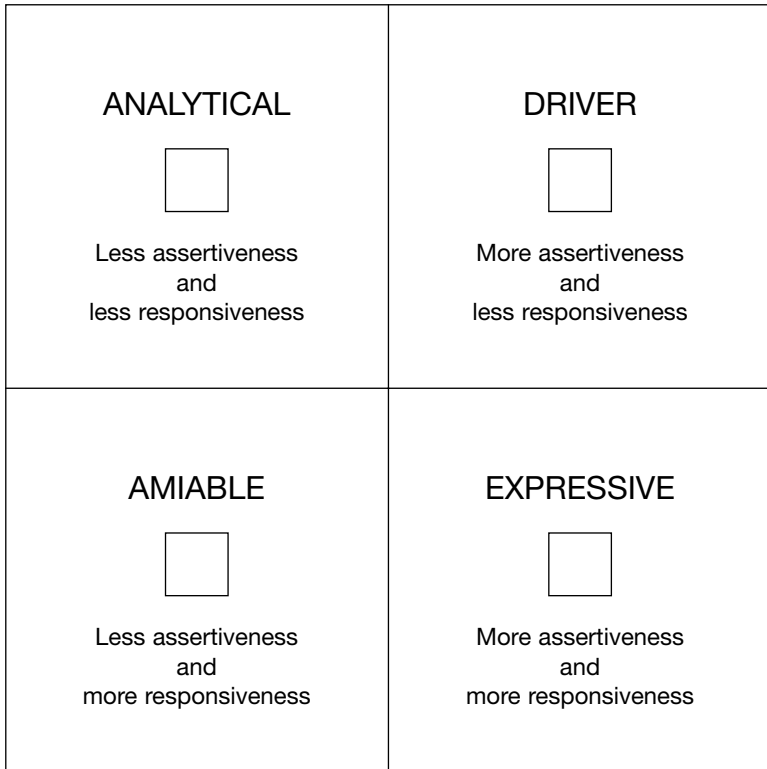 ANALYTICAL
Less assertiveness
and
less responsiveness
DRIVER
More assertiveness
and
less responsiveness
AMIABLE
Less assertiveness
and
more responsiveness
EXPRESSIVE
More assertiveness
and
more responsiveness